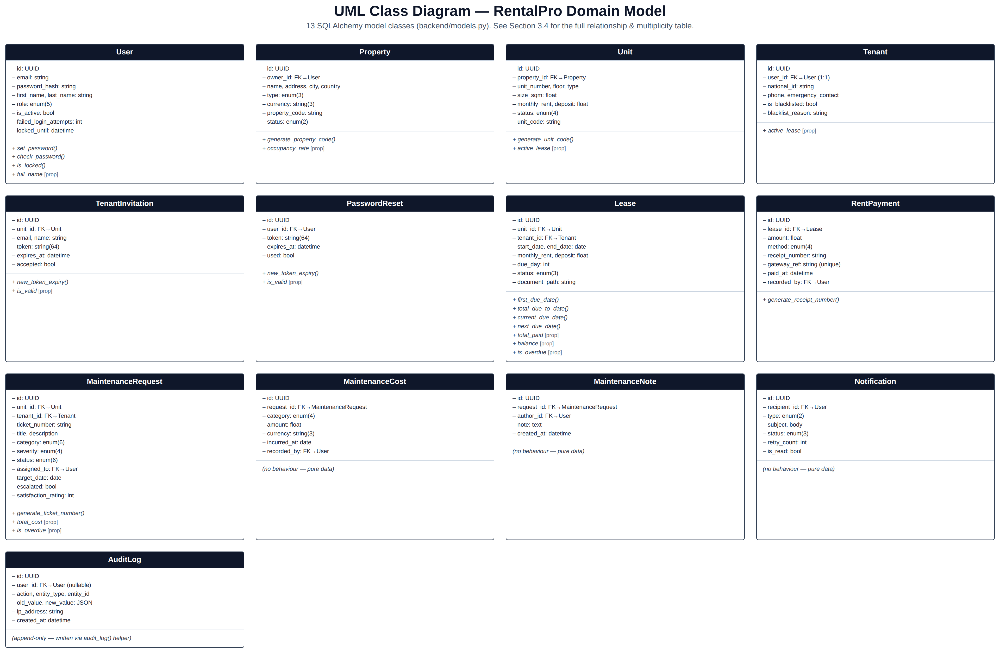 UML Class Diagram — RentalPro Domain Model
13 SQLAlchemy model classes (backend/models.py). See Section 3.4 for the full relationship & multiplicity table.
User
– id: UUID
– email: string
– password_hash: string
– first_name, last_name: string
– role: enum(5)
– is_active: bool
– failed_login_attempts: int
– locked_until: datetime
+ set_password()
+ check_password()
+ is_locked()
+ full_name [prop]
Property
– id: UUID
– owner_id: FK→User
– name, address, city, country
– type: enum(3)
– currency: string(3)
– property_code: string
– status: enum(2)
+ generate_property_code()
+ occupancy_rate [prop]
Unit
– id: UUID
– property_id: FK→Property
– unit_number, floor, type
– size_sqm: float
– monthly_rent, deposit: float
– status: enum(4)
– unit_code: string
+ generate_unit_code()
+ active_lease [prop]
Tenant
– id: UUID
– user_id: FK→User (1:1)
– national_id: string
– phone, emergency_contact
– is_blacklisted: bool
– blacklist_reason: string
+ active_lease [prop]
TenantInvitation
– id: UUID
– unit_id: FK→Unit
– email, name: string
– token: string(64)
– expires_at: datetime
– accepted: bool
+ new_token_expiry()
+ is_valid [prop]
PasswordReset
– id: UUID
– user_id: FK→User
– token: string(64)
– expires_at: datetime
– used: bool
+ new_token_expiry()
+ is_valid [prop]
Lease
– id: UUID
– unit_id: FK→Unit
– tenant_id: FK→Tenant
– start_date, end_date: date
– monthly_rent, deposit: float
– due_day: int
– status: enum(3)
– document_path: string
+ first_due_date()
+ total_due_to_date()
+ current_due_date()
+ next_due_date()
+ total_paid [prop]
+ balance [prop]
+ is_overdue [prop]
RentPayment
– id: UUID
– lease_id: FK→Lease
– amount: float
– method: enum(4)
– receipt_number: string
– gateway_ref: string (unique)
– paid_at: datetime
– recorded_by: FK→User
+ generate_receipt_number()
MaintenanceRequest
– id: UUID
– unit_id: FK→Unit
– tenant_id: FK→Tenant
– ticket_number: string
– title, description
– category: enum(6)
– severity: enum(4)
– status: enum(6)
– assigned_to: FK→User
– target_date: date
– escalated: bool
– satisfaction_rating: int
+ generate_ticket_number()
+ total_cost [prop]
+ is_overdue [prop]
MaintenanceCost
– id: UUID
– request_id: FK→MaintenanceRequest
– category: enum(4)
– amount: float
– currency: string(3)
– incurred_at: date
– recorded_by: FK→User
(no behaviour — pure data)
MaintenanceNote
– id: UUID
– request_id: FK→MaintenanceRequest
– author_id: FK→User
– note: text
– created_at: datetime
(no behaviour — pure data)
Notification
– id: UUID
– recipient_id: FK→User
– type: enum(2)
– subject, body
– status: enum(3)
– retry_count: int
– is_read: bool
(no behaviour — pure data)
AuditLog
– id: UUID
– user_id: FK→User (nullable)
– action, entity_type, entity_id
– old_value, new_value: JSON
– ip_address: string
– created_at: datetime
(append-only — written via audit_log() helper)